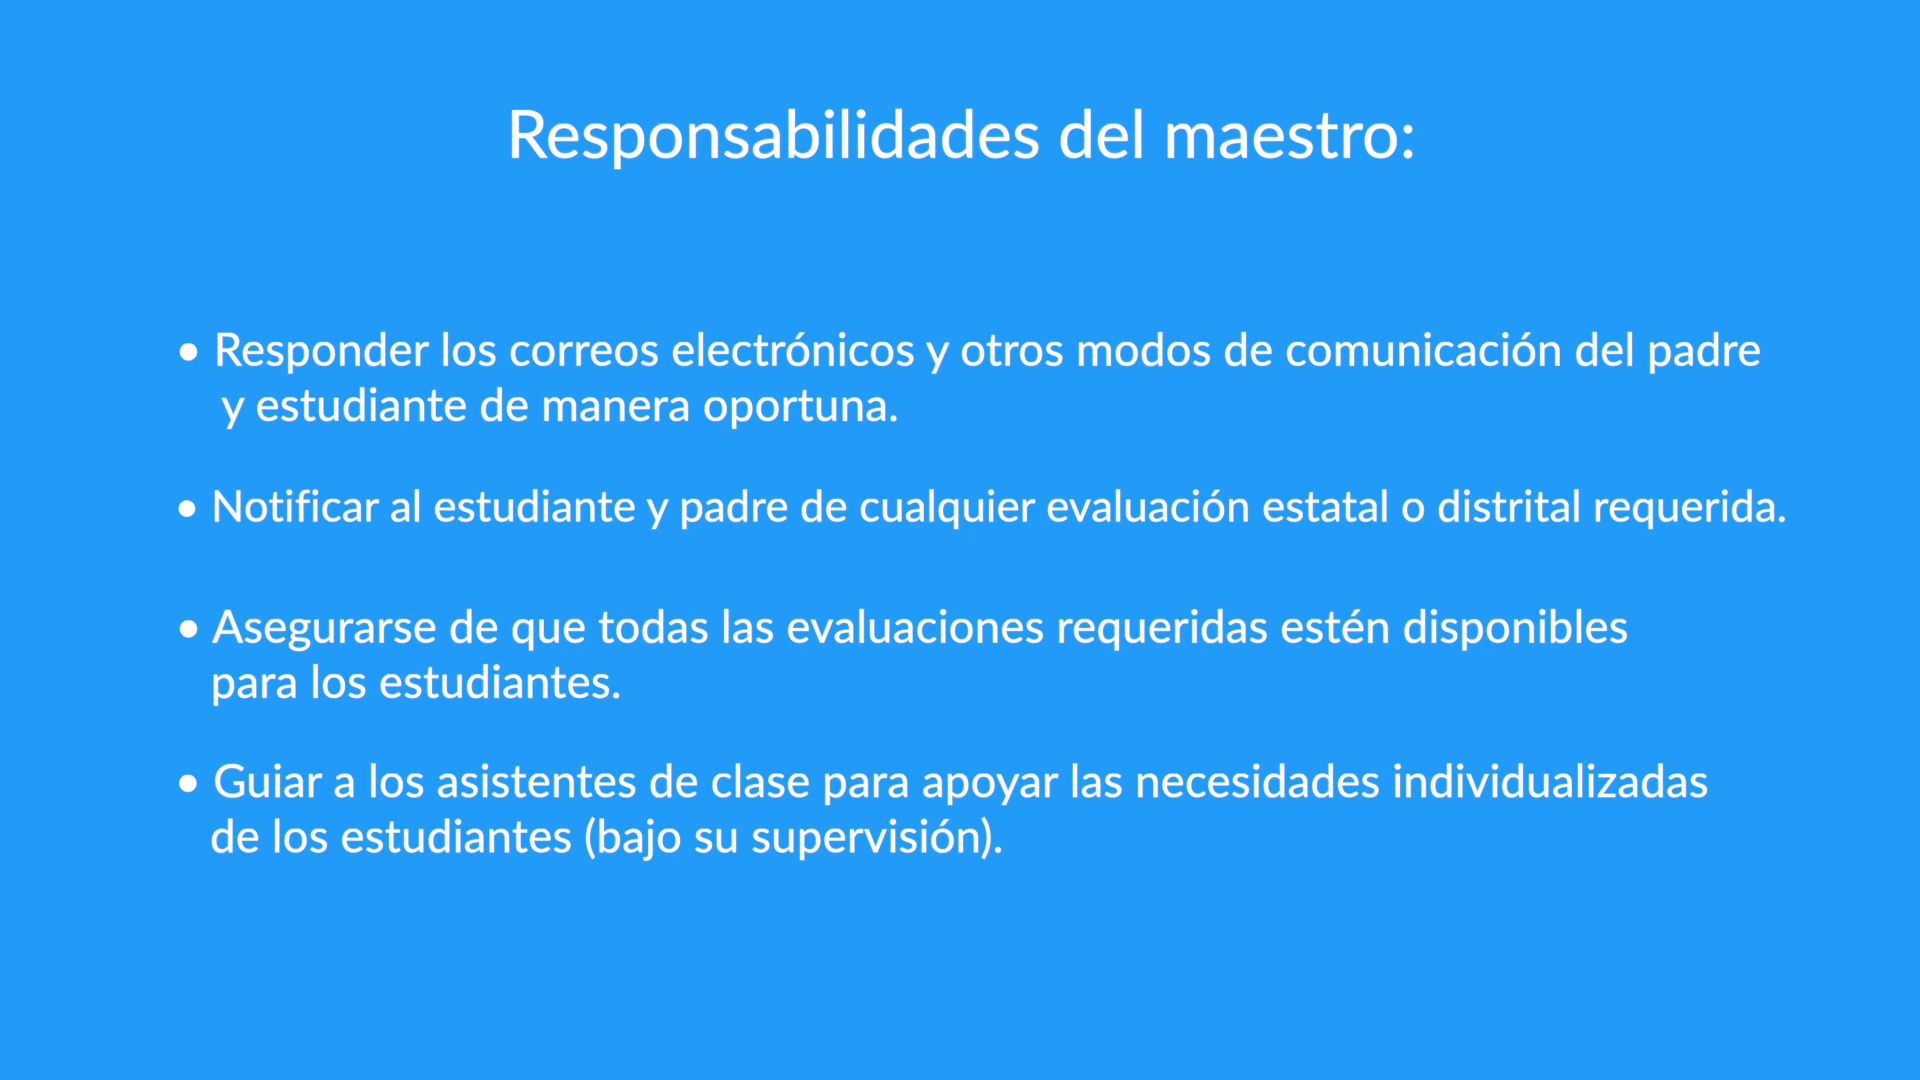 Responsabilidades del maestro:
• Responder los correos electrónicos y otros modos de comunicación del padre
y estudiante de manera oportuna.
• Notificar al estudiante y padre de cualquier evaluación estatal o distrital requerida.
• Asegurarse de que todas las evaluaciones requeridas estén disponibles
para los estudiantes.
• Guiar a los asistentes de clase para apoyar las necesidades individualizadas
de los estudiantes (bajo su supervisión).